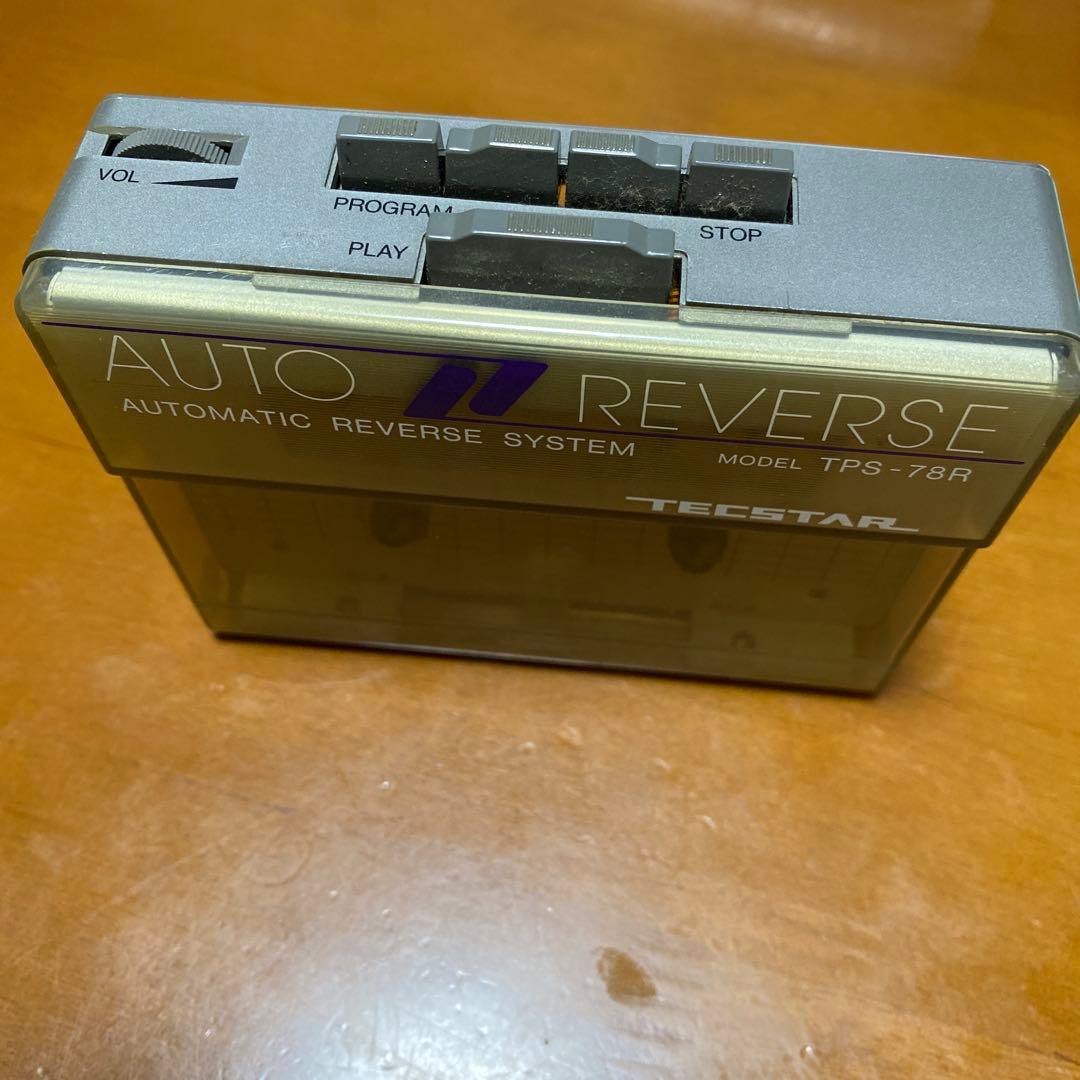 VOL
PROGRAM
STOP
PLAY
AUTO REVERSE
AUTOMATIC REVERSE SYSTEM
MODEL TPS-78R
TECSTAR